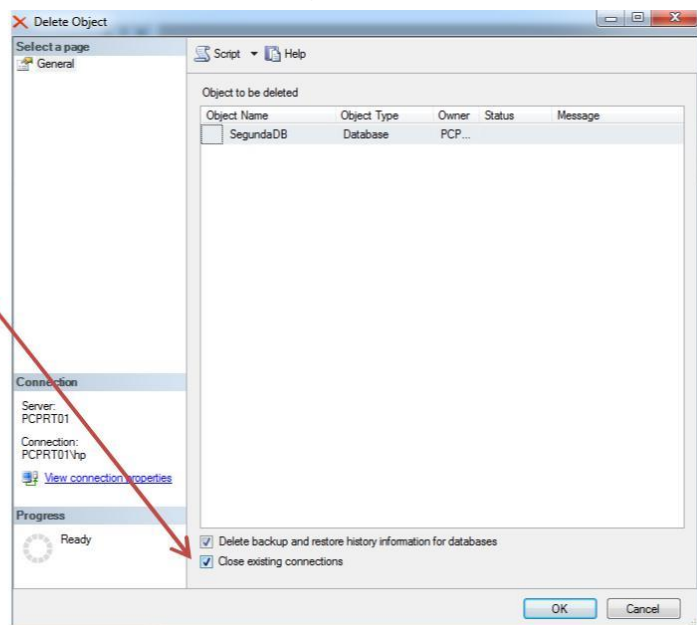 Delete Object
Select a page
General
Script Help
Object to be deleted
Object Name Object Type Owner Status Message
SegundaDB Database PCP...
Connection
Server:
PCPRT01
Connection:
PCPRT01\hp
View connection properties
Progress
Ready
Delete backup and restore history information for databases
Close existing connections
OK Cancel